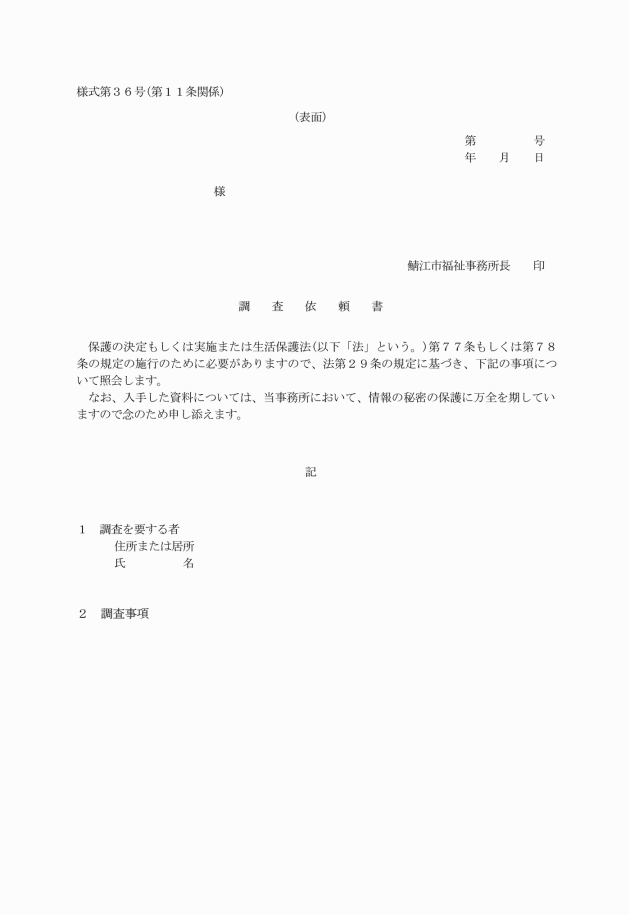 様式第３６号(第１１条関係)
(表面)
第　　　　　号
年　　月　　日
様
鯖江市福祉事務所長　　印
調　査　依　頼　書
　保護の決定もしくは実施または生活保護法(以下「法」という。)第７７条もしくは第７８
条の規定の施行のために必要がありますので、法第２９条の規定に基づき、下記の事項につ
いて照会します。
　なお、入手した資料については、当事務所において、情報の秘密の保護に万全を期してい
ますので念のため申し添えます。
記
１　調査を要する者
住所または居所
氏　　　　　名
２　調査事項